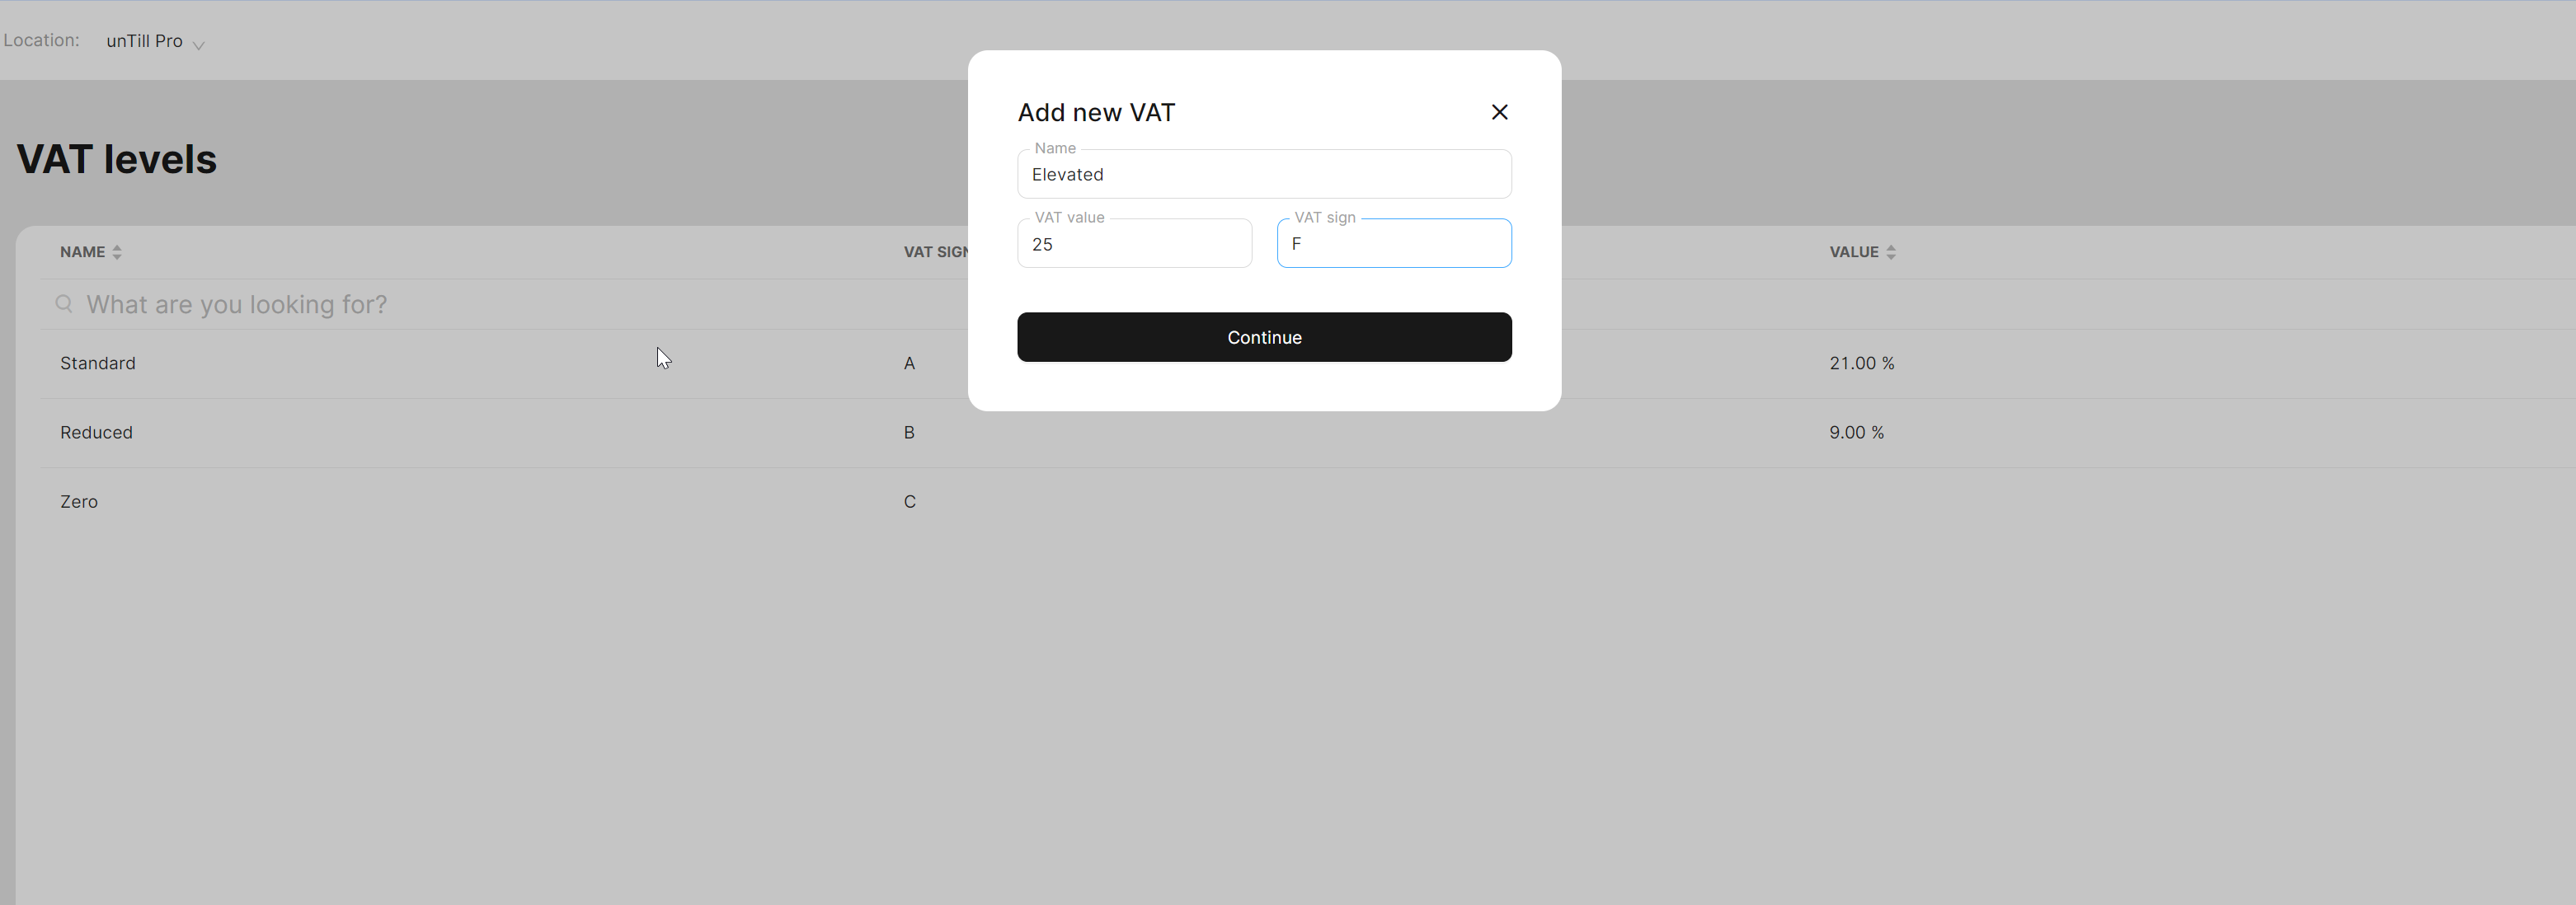 Location: unTill Pro
VAT levels
NAME VAT SIGN VALUE
What are you looking for?
Standard A 21.00 %
Reduced B 9.00 %
Zero C
Add new VAT
Name
Elevated
VAT value VAT sign
25 F
Continue